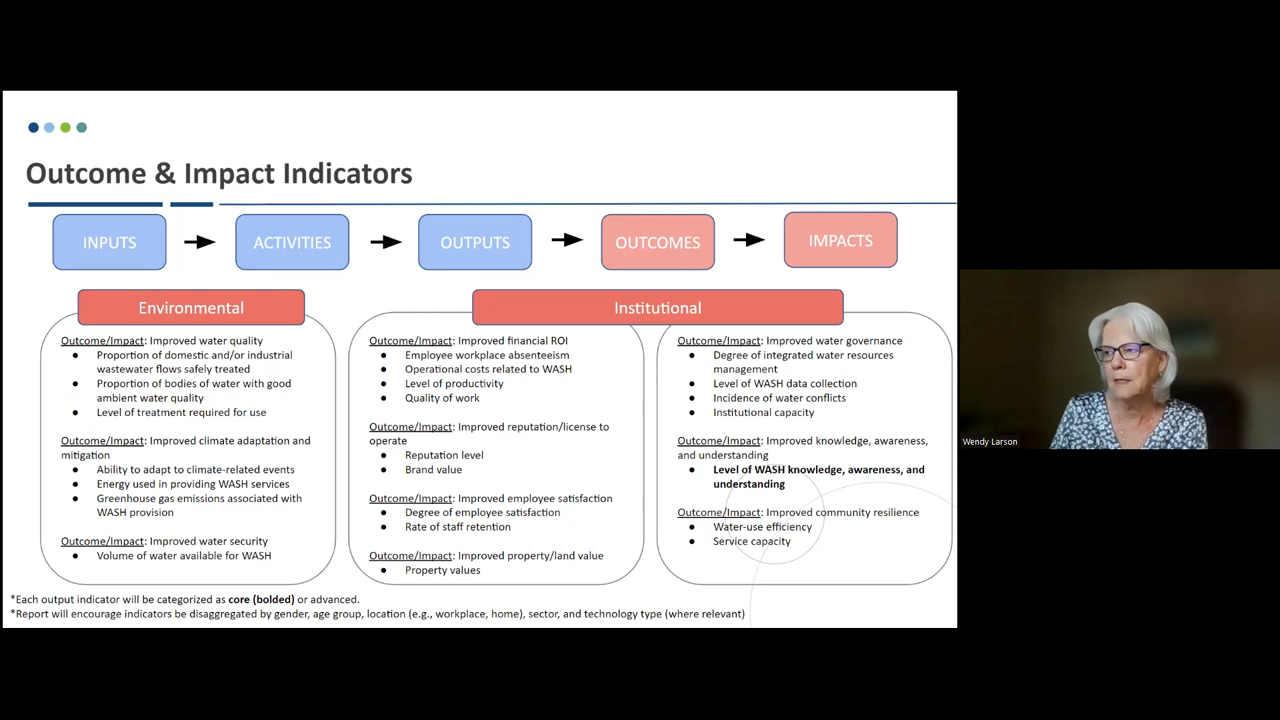 Outcome & Impact Indicators
INPUTS
ACTIVITIES
OUTPUTS
OUTCOMES
IMPACTS
Environmental
Institutional
Outcome/Impact: Improved water quality
● Proportion of domestic and/or industrial
wastewater flows safely treated
● Proportion of bodies of water with good
ambient water quality
● Level of treatment required for use
Outcome/Impact: Improved climate adaptation and
mitigation
● Ability to adapt to climate-related events
● Energy used in providing WASH services
● Greenhouse gas emissions associated with
WASH provision
Outcome/Impact: Improved water security
● Volume of water available for WASH
Outcome/Impact: Improved financial ROI
● Employee workplace absenteeism
● Operational costs related to WASH
● Level of productivity
● Quality of work
Outcome/Impact: Improved reputation/license to
operate
● Reputation level
● Brand value
Outcome/Impact: Improved employee satisfaction
● Degree of employee satisfaction
● Rate of staff retention
Outcome/Impact: Improved property/land value
● Property values
Outcome/Impact: Improved water governance
● Degree of integrated water resources
management
● Level of WASH data collection
● Incidence of water conflicts
● Institutional capacity
Outcome/Impact: Improved knowledge, awareness,
and understanding
● Level of WASH knowledge, awareness, and
understanding
Outcome/Impact: Improved community resilience
● Water-use efficiency
● Service capacity
*Each output indicator will be categorized as core (bolded) or advanced.
*Report will encourage indicators be disaggregated by gender, age group, location (e.g., workplace, home), sector, and technology type (where relevant)
Wendy Larson